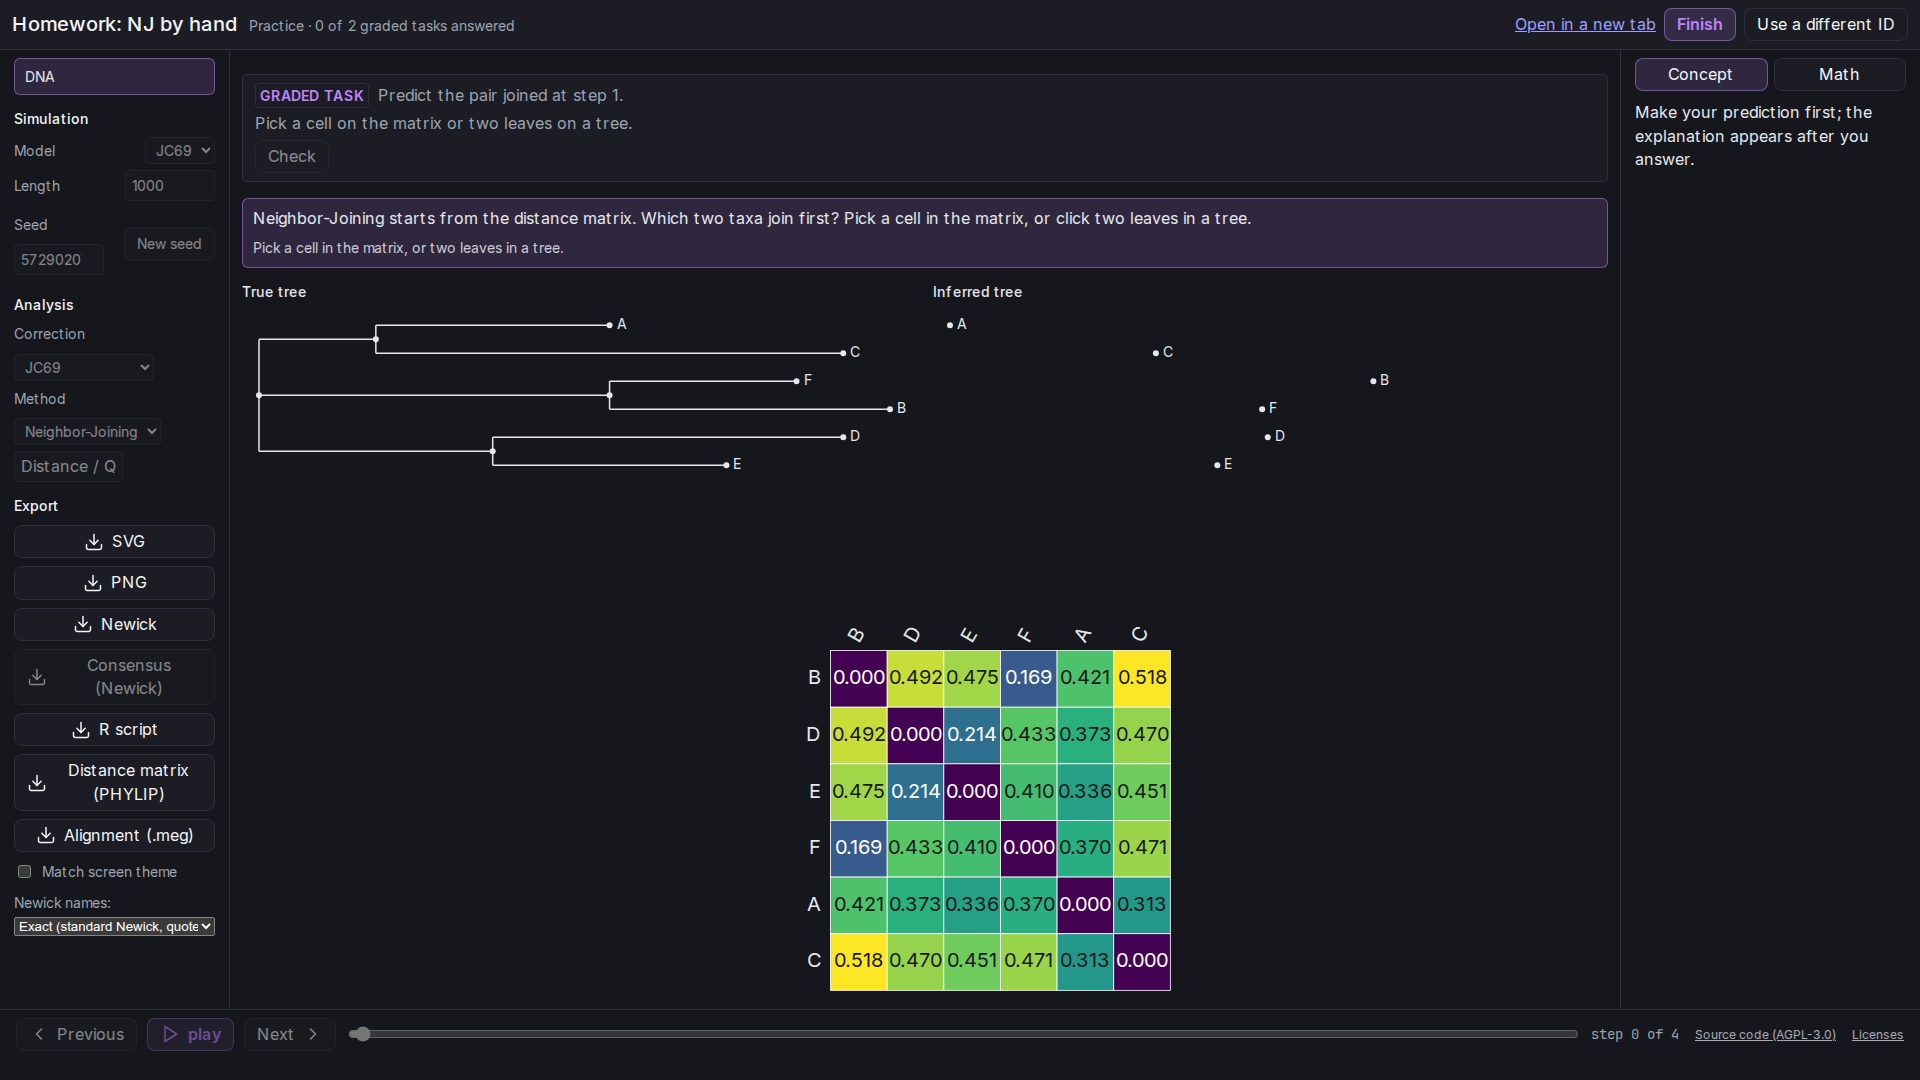 Homework: NJ by hand
Practice · 0 of 2 graded tasks answered
Open in a new tab
Finish
Use a different ID
DNA
Simulation
Model JC69
Length 1000
Seed
5729020
New seed
Analysis
Correction
JC69
Method
Neighbor-Joining
Distance / Q
Export
SVG
PNG
Newick
Consensus
(Newick)
R script
Distance matrix
(PHYLIP)
Alignment (.meg)
Match screen theme
Newick names:
Exact (standard Newick, quote
GRADED TASK Predict the pair joined at step 1.
Pick a cell on the matrix or two leaves on a tree.
Check
Neighbor-Joining starts from the distance matrix. Which two taxa join first? Pick a cell in the matrix, or click two leaves in a tree.
Pick a cell in the matrix, or two leaves in a tree.
True tree
A
C
F
B
D
E
Inferred tree
A
C
B
F
D
E
B D E F A C
B 0.000 0.492 0.475 0.169 0.421 0.518
D 0.492 0.000 0.214 0.433 0.373 0.470
E 0.475 0.214 0.000 0.410 0.336 0.451
F 0.169 0.433 0.410 0.000 0.370 0.471
A 0.421 0.373 0.336 0.370 0.000 0.313
C 0.518 0.470 0.451 0.471 0.313 0.000
Concept
Math
Make your prediction first; the
explanation appears after you
answer.
Previous
play
Next
step 0 of 4
Source code (AGPL-3.0)
Licenses